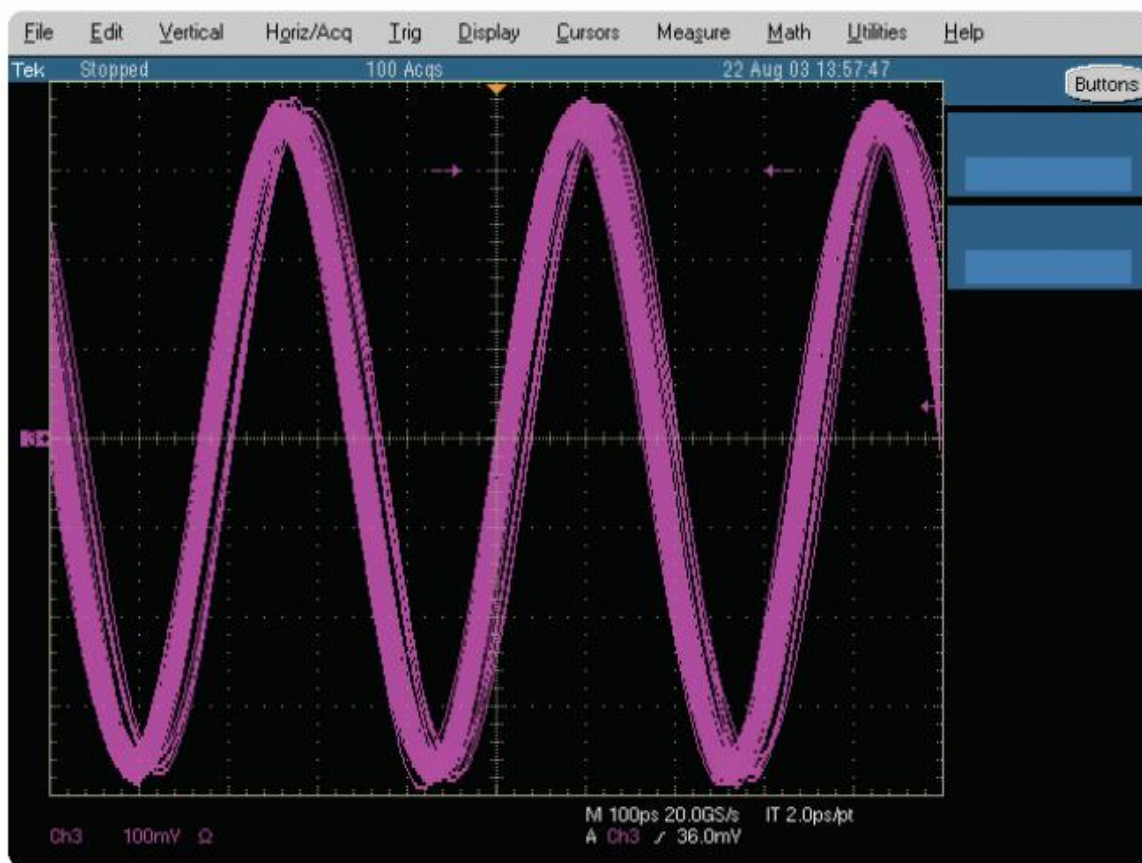 File Edit Vertical Horiz/Acq Trig Display Cursors Measure Math Utilities Help
Tek Stopped 100 Acqs 22 Aug 03 13:57:47
Buttons
3
M 100ps 20.0GS/s IT 2.0ps/pt
Ch3 100mV Ω A Ch3 / 36.0mV